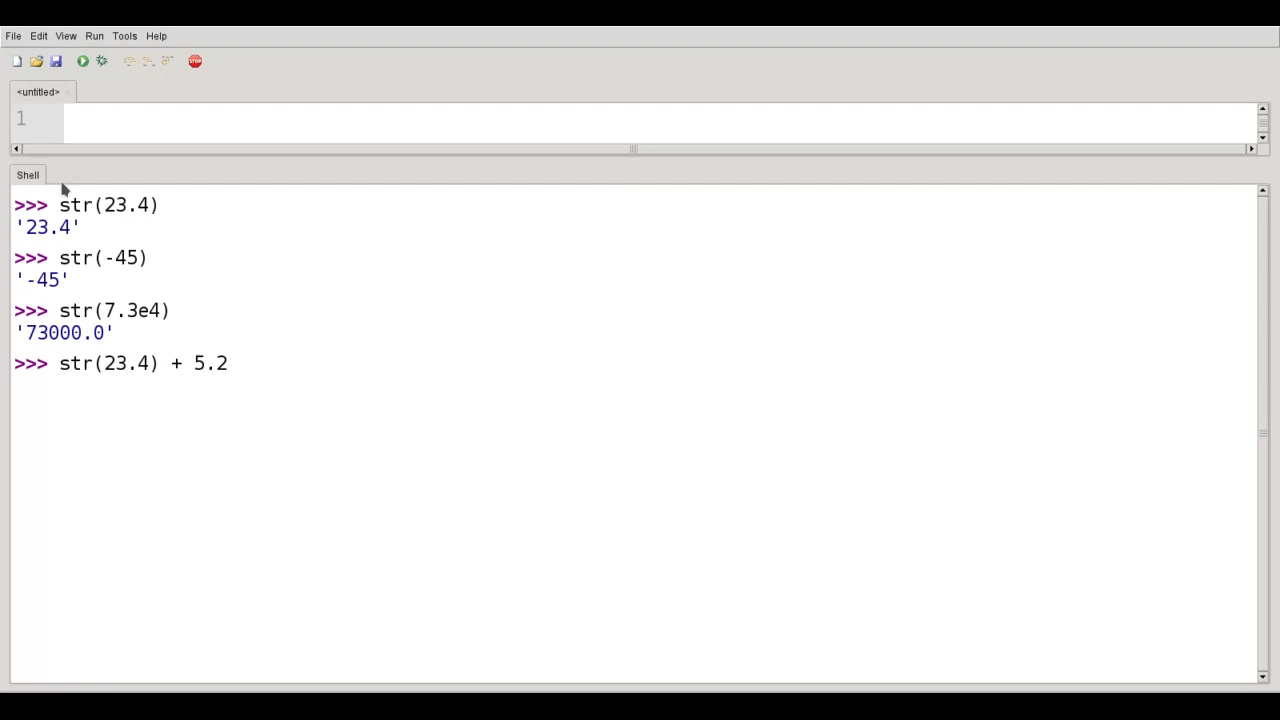 File Edit View Run Tools Help
STOP
<untitled>
1
Shell
>>> str(23.4)
'23.4'
>>> str(-45)
'-45'
>>> str(7.3e4)
'73000.0'
>>> str(23.4) + 5.2